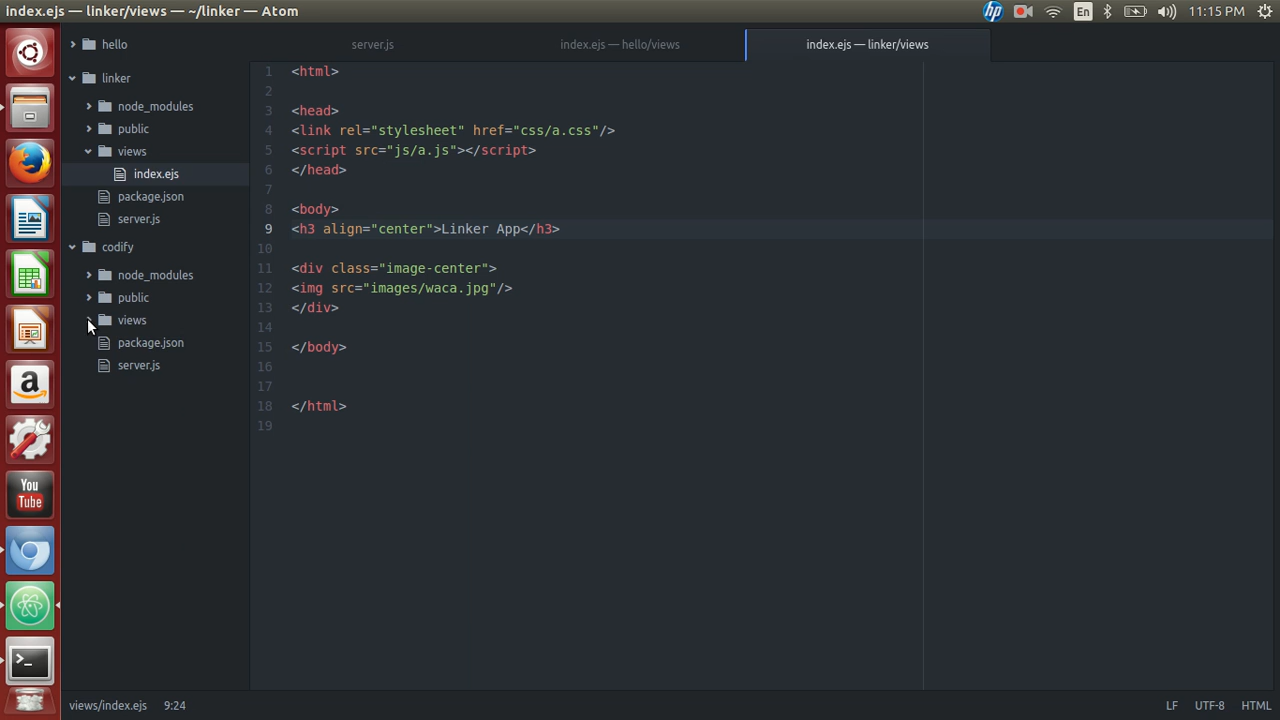 index.ejs — linker/views — ~/linker — Atom
En
11:15 PM
hello
linker
node_modules
public
views
index.ejs
package.json
server.js
codify
node_modules
public
views
package.json
server.js
server.js
index.ejs — hello/views
index.ejs — linker/views
1 <html>
2
3 <head>
4 <link rel="stylesheet" href="css/a.css"/>
5 <script src="js/a.js"></script>
6 </head>
7
8 <body>
9 <h3 align="center">Linker App</h3>
10
11 <div class="image-center">
12 <img src="images/waca.jpg"/>
13 </div>
14
15 </body>
16
17
18 </html>
19
hp
a
You
Tube
>_
views/index.ejs 9:24
LF UTF-8 HTML